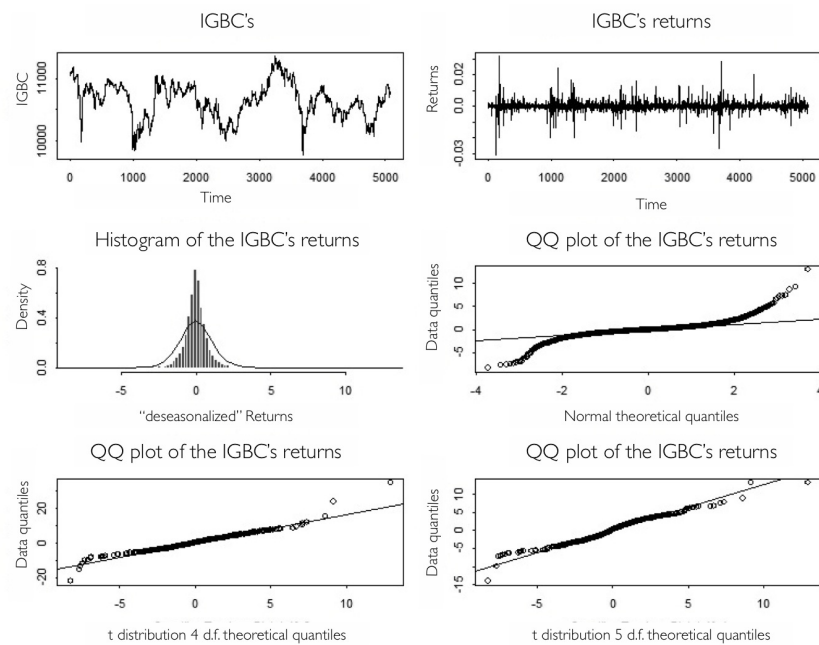 IGBC's
IGBC's returns
IGBC
11000
10000
0 1000 2000 3000 4000 5000
Time
Returns
0.02
0.0
-0.03
0 1000 2000 3000 4000 5000
Time
Histogram of the IGBC's returns
QQ plot of the IGBC's returns
Density
0.8
0.4
0.0
-5 0 5 10
"deseasonalized" Returns
Data quantiles
10
5
0
-5
-4 -2 0 2 4
Normal theoretical quantiles
QQ plot of the IGBC's returns
QQ plot of the IGBC's returns
Data quantiles
20
0
-20
-5 0 5 10
t distribution 4 d.f. theoretical quantiles
Data quantiles
10
5
0
-5
-15
-5 0 5 10
t distribution 5 d.f. theoretical quantiles